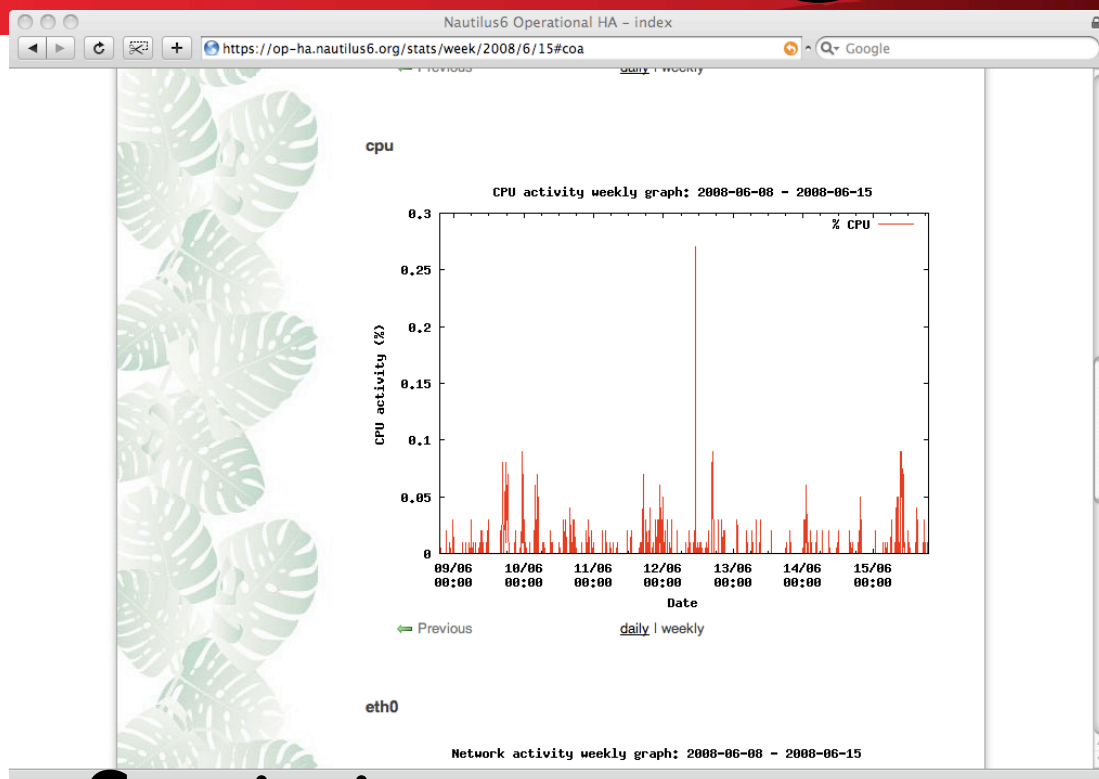 Nautilus6 Operational HA – index
https://op-ha.nautilus6.org/stats/week/2008/6/15#coa
Google
Previous daily | weekly
cpu
CPU activity weekly graph: 2008-06-08 - 2008-06-15
% CPU
0.3
0.25
0.2
0.15
0.1
0.05
0
CPU activity (%)
09/06 10/06 11/06 12/06 13/06 14/06 15/06
00:00 00:00 00:00 00:00 00:00 00:00 00:00
Date
Previous daily | weekly
eth0
Network activity weekly graph: 2008-06-08 - 2008-06-15